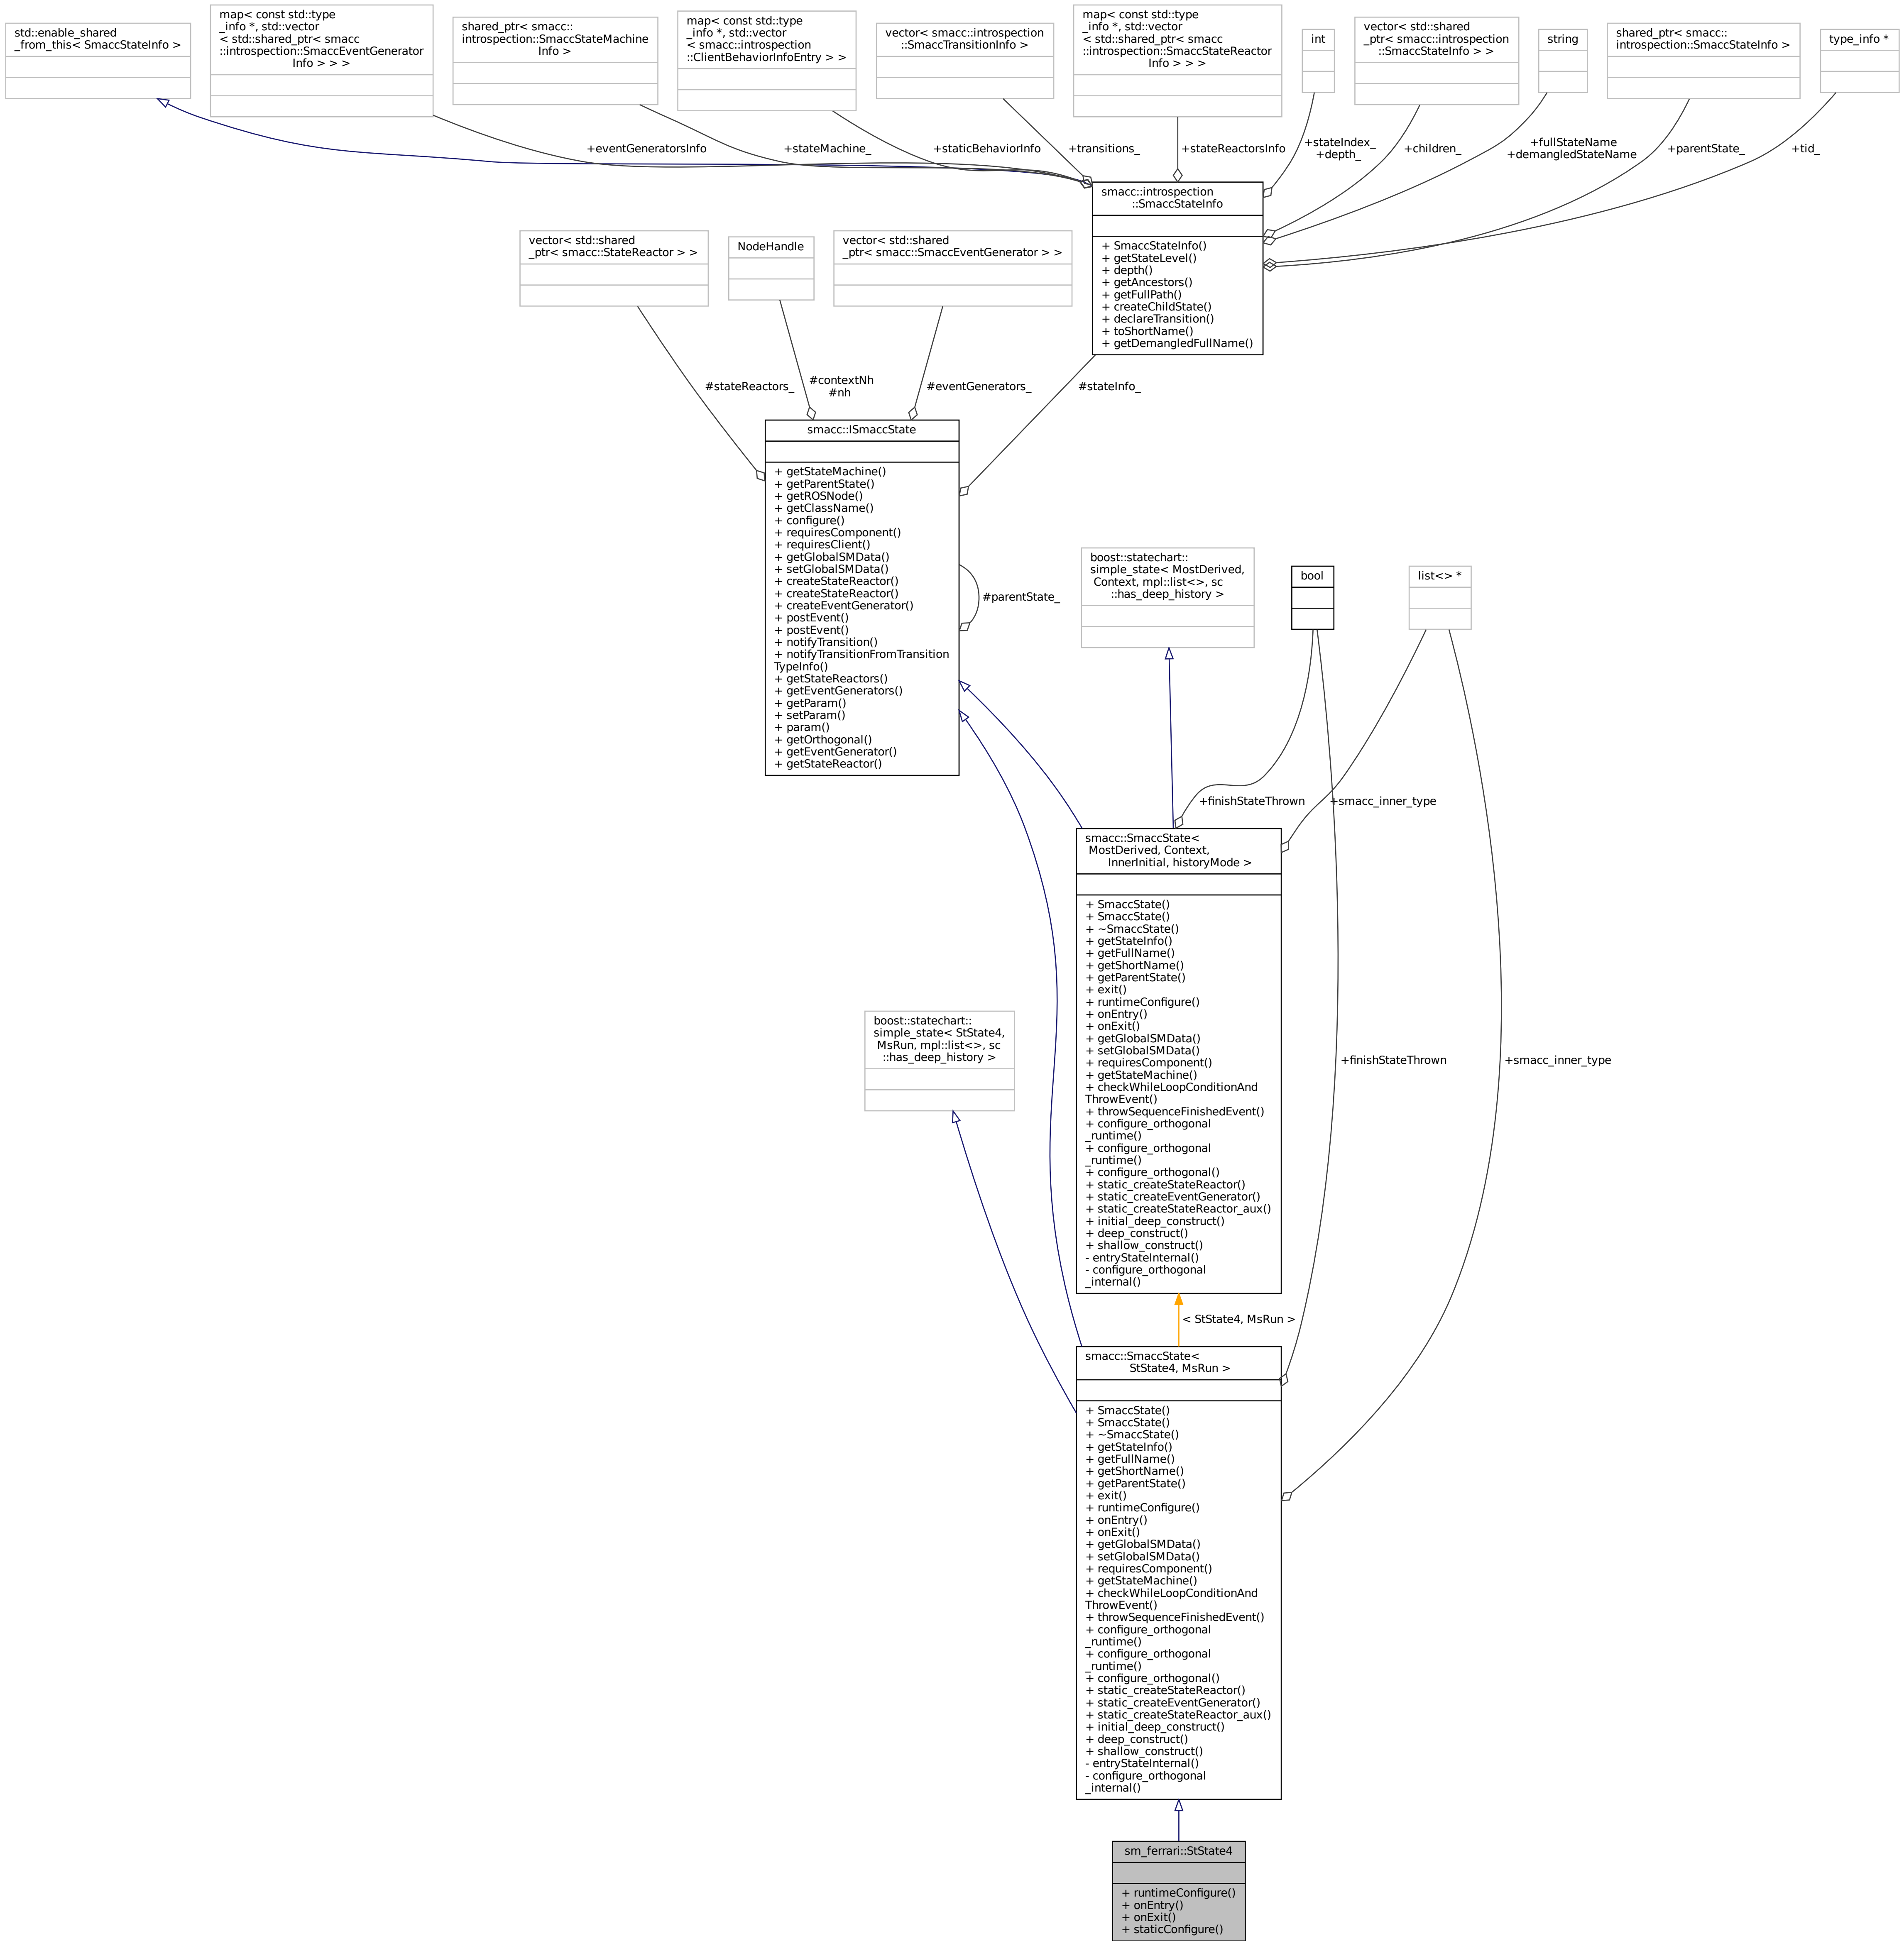 std::enable_shared
_from_this< SmaccStateInfo >
map< const std::type
_info *, std::vector
< std::shared_ptr< smacc
::introspection::SmaccEventGenerator
Info > > >
shared_ptr< smacc::
introspection::SmaccStateMachine
Info >
map< const std::type
_info *, std::vector
< smacc::introspection
::ClientBehaviorInfoEntry > >
vector< smacc::introspection
::SmaccTransitionInfo >
map< const std::type
_info *, std::vector
< std::shared_ptr< smacc
::introspection::SmaccStateReactor
Info > > >
int
vector< std::shared
_ptr< smacc::introspection
::SmaccStateInfo > >
string
shared_ptr< smacc::
introspection::SmaccStateInfo >
type_info *
+eventGeneratorsInfo
+stateMachine_
+staticBehaviorInfo
+transitions_
+stateReactorsInfo
+stateIndex_
+depth_
+children_
+fullStateName
+demangledStateName
+parentState_
+tid_
smacc::introspection
::SmaccStateInfo
+ SmaccStateInfo()
+ getStateLevel()
+ depth()
+ getAncestors()
+ getFullPath()
+ createChildState()
+ declareTransition()
+ toShortName()
+ getDemangledFullName()
vector< std::shared
_ptr< smacc::StateReactor > >
NodeHandle
vector< std::shared
_ptr< smacc::SmaccEventGenerator > >
#stateReactors_
#contextNh
#nh
#eventGenerators_
#stateInfo_
smacc::ISmaccState
+ getStateMachine()
+ getParentState()
+ getROSNode()
+ getClassName()
+ configure()
+ requiresComponent()
+ requiresClient()
+ getGlobalSMData()
+ setGlobalSMData()
+ createStateReactor()
+ createStateReactor()
+ createEventGenerator()
+ postEvent()
+ postEvent()
+ notifyTransition()
+ notifyTransitionFromTransition
TypeInfo()
+ getStateReactors()
+ getEventGenerators()
+ getParam()
+ setParam()
+ param()
+ getOrthogonal()
+ getEventGenerator()
+ getStateReactor()
#parentState_
boost::statechart::
simple_state< MostDerived,
Context, mpl::list<>, sc
::has_deep_history >
bool
list<> *
+finishStateThrown
+smacc_inner_type
smacc::SmaccState<
MostDerived, Context,
InnerInitial, historyMode >
+ SmaccState()
+ SmaccState()
+ ~SmaccState()
+ getStateInfo()
+ getFullName()
+ getShortName()
+ getParentState()
+ exit()
+ runtimeConfigure()
+ onEntry()
+ onExit()
+ getGlobalSMData()
+ setGlobalSMData()
+ requiresComponent()
+ getStateMachine()
+ checkWhileLoopConditionAnd
ThrowEvent()
+ throwSequenceFinishedEvent()
+ configure_orthogonal
_runtime()
+ configure_orthogonal
_runtime()
+ configure_orthogonal()
+ static_createStateReactor()
+ static_createEventGenerator()
+ static_createStateReactor_aux()
+ initial_deep_construct()
+ deep_construct()
+ shallow_construct()
- entryStateInternal()
- configure_orthogonal
_internal()
boost::statechart::
simple_state< StState4,
MsRun, mpl::list<>, sc
::has_deep_history >
+finishStateThrown
+smacc_inner_type
< StState4, MsRun >
smacc::SmaccState<
StState4, MsRun >
+ SmaccState()
+ SmaccState()
+ ~SmaccState()
+ getStateInfo()
+ getFullName()
+ getShortName()
+ getParentState()
+ exit()
+ runtimeConfigure()
+ onEntry()
+ onExit()
+ getGlobalSMData()
+ setGlobalSMData()
+ requiresComponent()
+ getStateMachine()
+ checkWhileLoopConditionAnd
ThrowEvent()
+ throwSequenceFinishedEvent()
+ configure_orthogonal
_runtime()
+ configure_orthogonal
_runtime()
+ configure_orthogonal()
+ static_createStateReactor()
+ static_createEventGenerator()
+ static_createStateReactor_aux()
+ initial_deep_construct()
+ deep_construct()
+ shallow_construct()
- entryStateInternal()
- configure_orthogonal
_internal()
sm_ferrari::StState4
+ runtimeConfigure()
+ onEntry()
+ onExit()
+ staticConfigure()